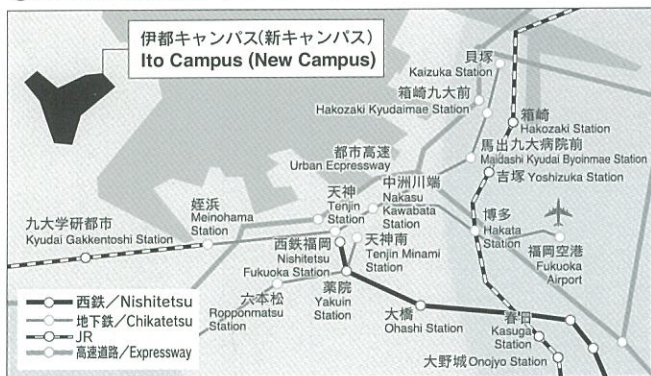 伊都キャンパス(新キャンパス)
Ito Campus (New Campus)
貝塚
Kaizuka Station
箱崎九大前
Hakozaki Kyudaimae Station
箱崎
Hakozaki Station
都市高速
Urban Ecpressway
馬出九大病院前
Maidashi Kyudai Byoinmae Station
吉塚 Yoshizuka Station
中洲川端
Nakasu
Kawabata
Station
天神
Tenjin
Station
姪浜
Meinohama
Station
九大学研都市
Kyudai Gakkentoshi Station
博多
Hakata
Station
福岡空港
Fukuoka
Airport
西鉄福岡
Nishitetsu
Fukuoka Station
天神南
Tenjin Minami
Station
六本松
Ropponmatsu
Station
薬院
Yakuin
Station
大橋
Ohashi Station
春日
Kasuga
Station
大野城 Onojyo Station
西鉄/Nishitetsu
地下鉄/Chikatetsu
JR
高速道路/Expressway